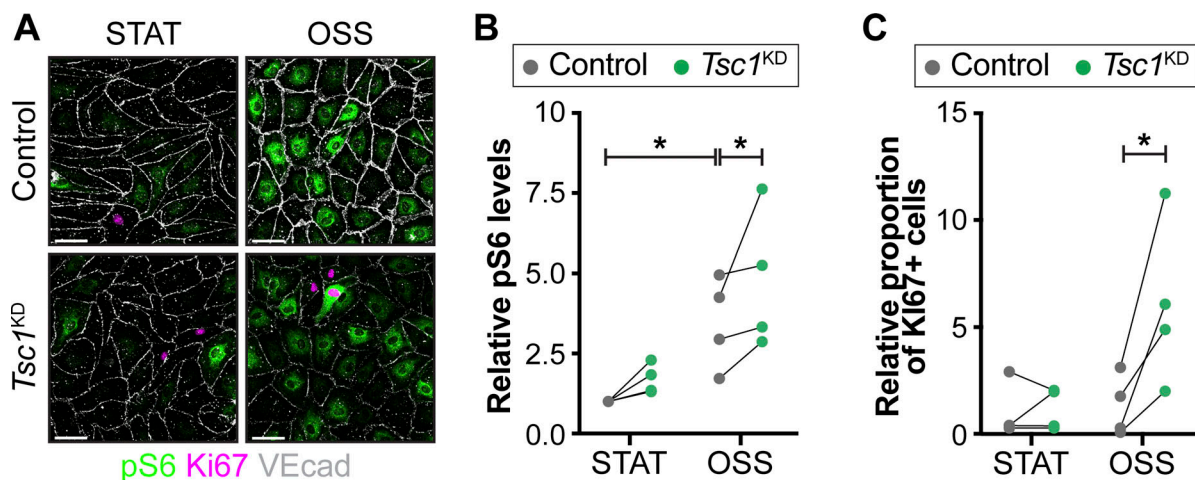 A
STAT OSS
Control
Tsc1KD
pS6 Ki67 VEcad
B
Control Tsc1KD
Relative pS6 levels
10
7.5
5.0
2.5
0.0
* *
STAT OSS
C
Control Tsc1KD
Relative proportion
of KI67+ cells
15
10
5
0
*
STAT OSS